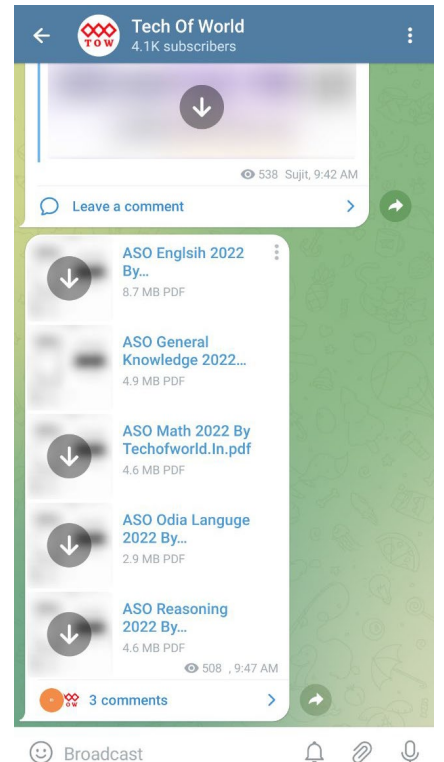 Tech Of World
TOW
4.1K subscribers
538 Sujit, 9:42 AM
Leave a comment
ASO Englsih 2022
By...
8.7 MB PDF
ASO General
Knowledge 2022...
4.9 MB PDF
ASO Math 2022 By
Techofworld.In.pdf
4.6 MB PDF
ASO Odia Languge
2022 By...
2.9 MB PDF
ASO Reasoning
2022 By...
4.6 MB PDF
508 , 9:47 AM
TOW
3 comments
Broadcast